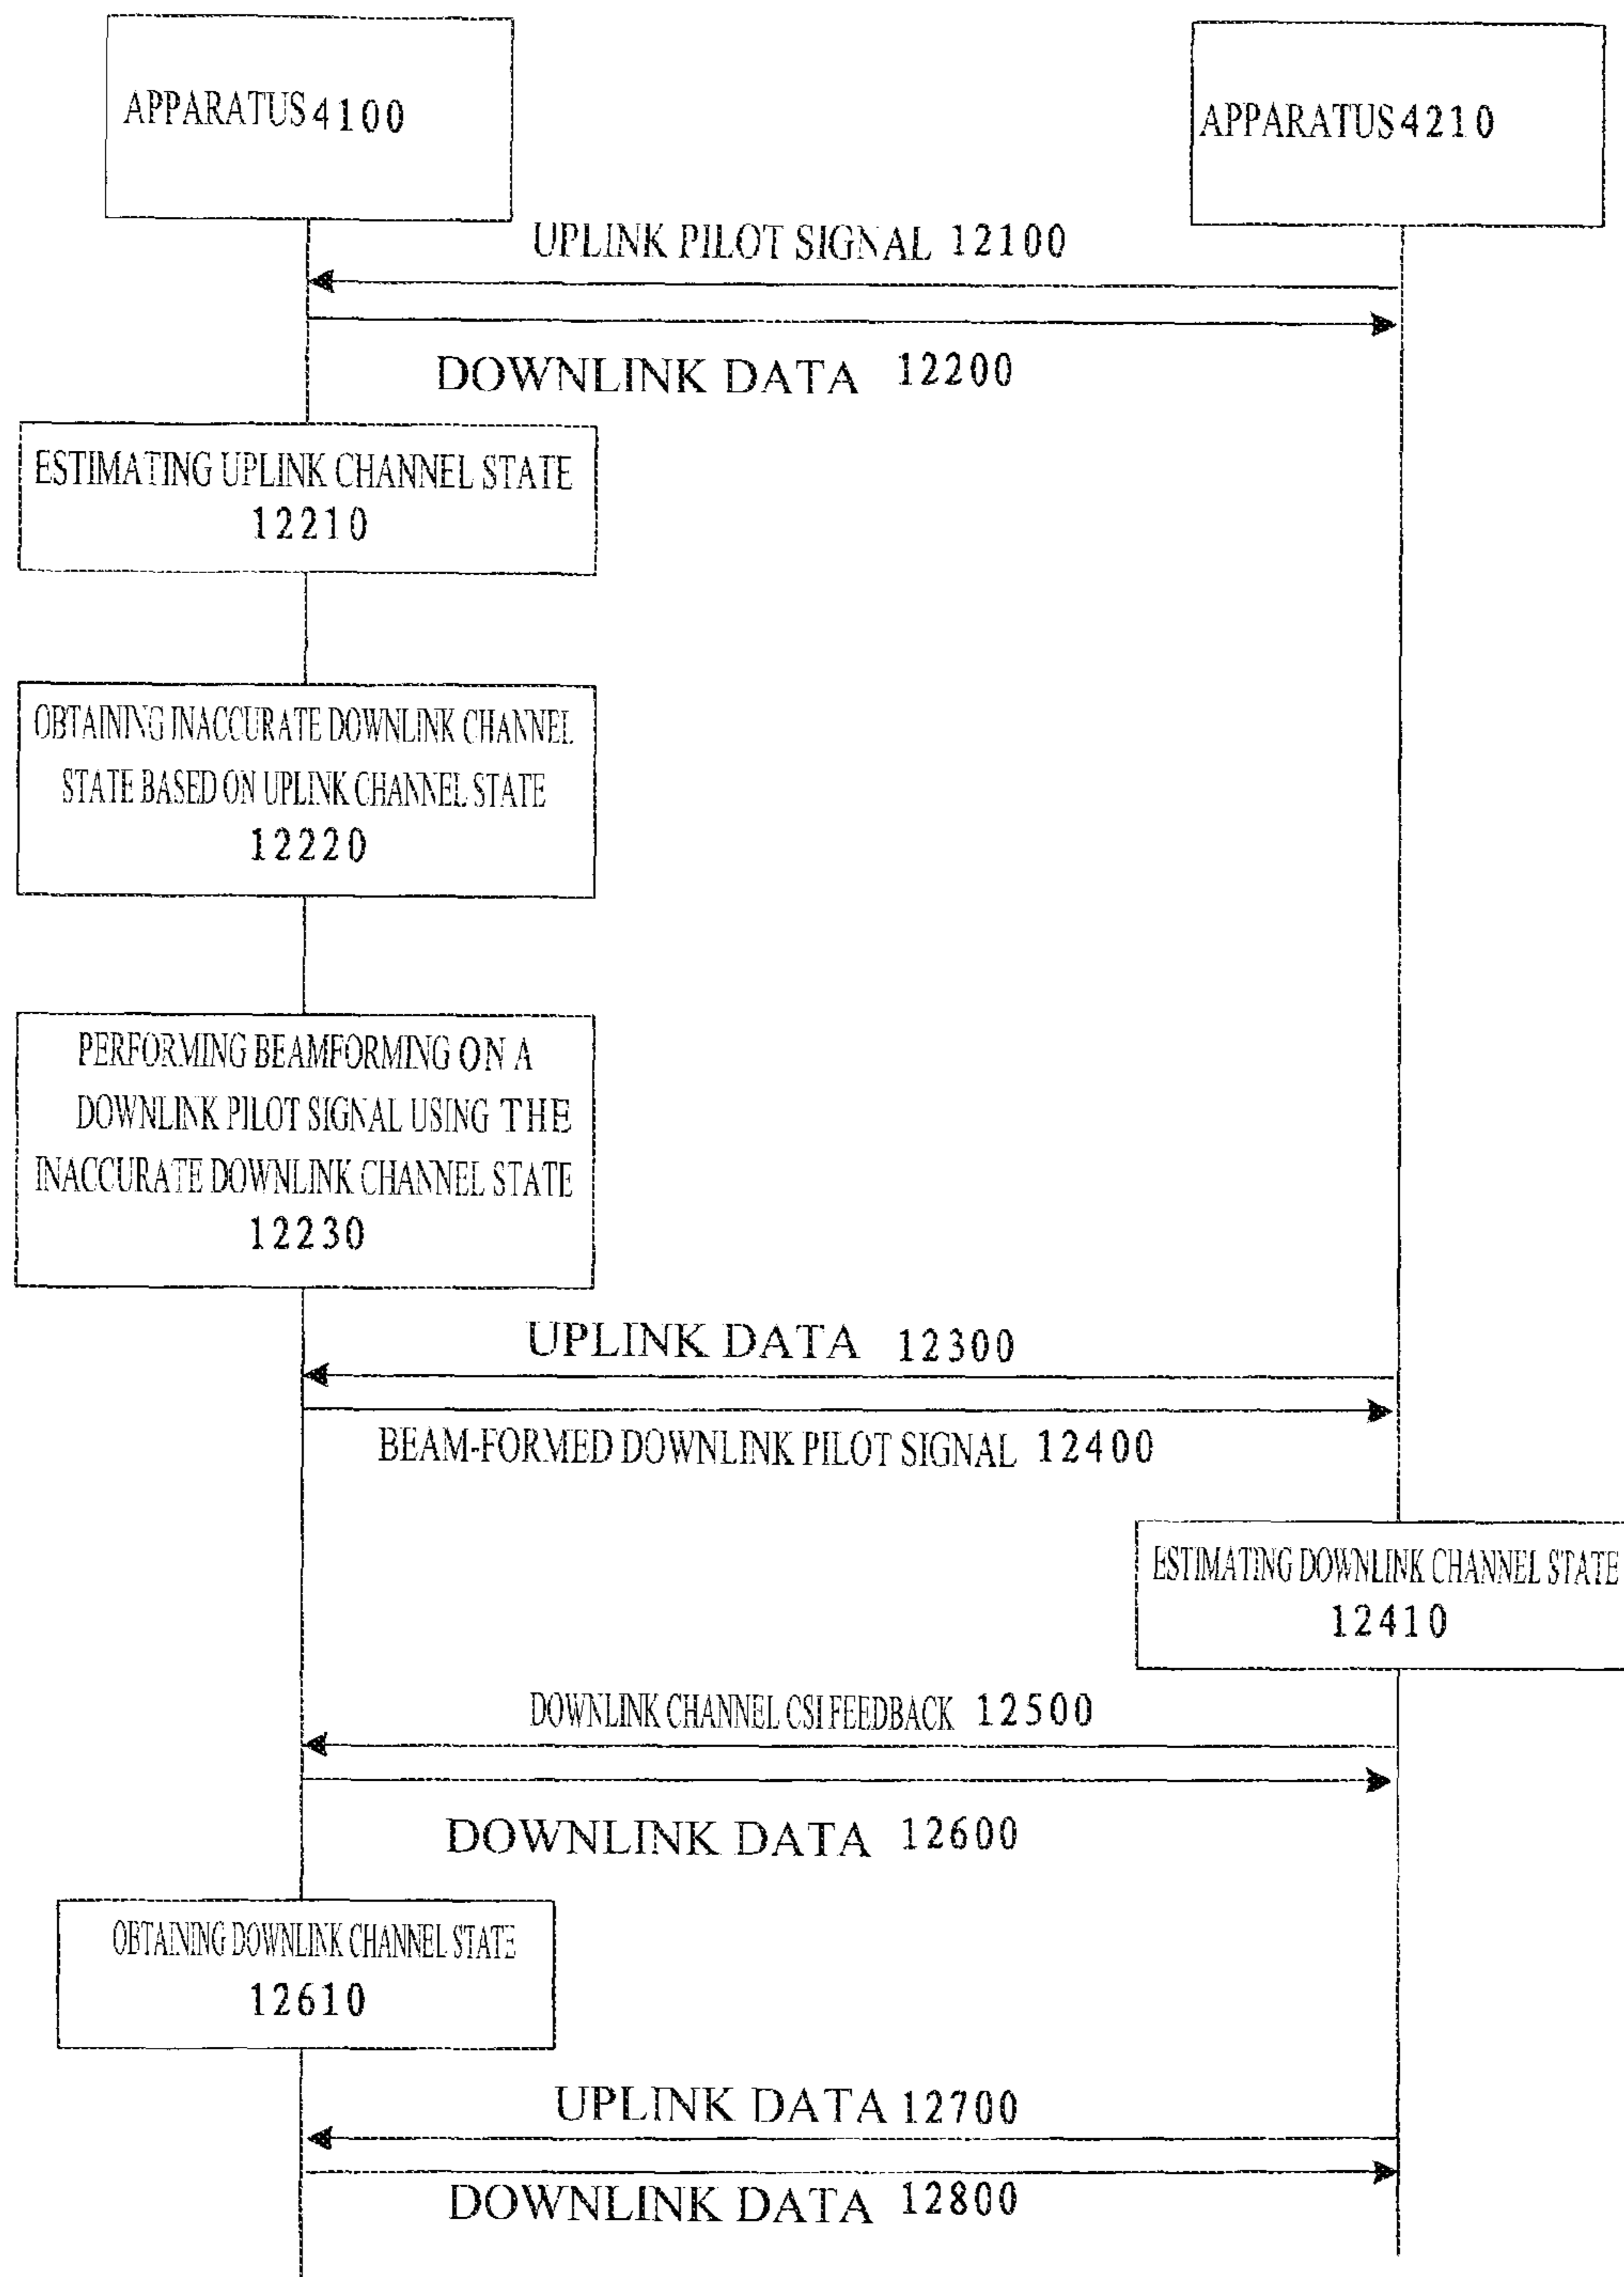 APPARATUS 4100
APPARATUS 4210
UPLINK PILOT SIGNAL 12100
DOWNLINK DATA 12200
ESTIMATING UPLINK CHANNEL STATE
12210
OBTAINING INACCURATE DOWNLINK CHANNEL
STATE BASED ON UPLINK CHANNEL STATE
12220
PERFORMING BEAMFORMING ON A
DOWNLINK PILOT SIGNAL USING THE
INACCURATE DOWNLINK CHANNEL STATE
12230
UPLINK DATA 12300
BEAM-FORMED DOWNLINK PILOT SIGNAL 12400
ESTIMATING DOWNLINK CHANNEL STATE
12410
DOWNLINK CHANNEL CSI FEEDBACK 12500
DOWNLINK DATA 12600
OBTAINING DOWNLINK CHANNEL STATE
12610
UPLINK DATA 12700
DOWNLINK DATA 12800